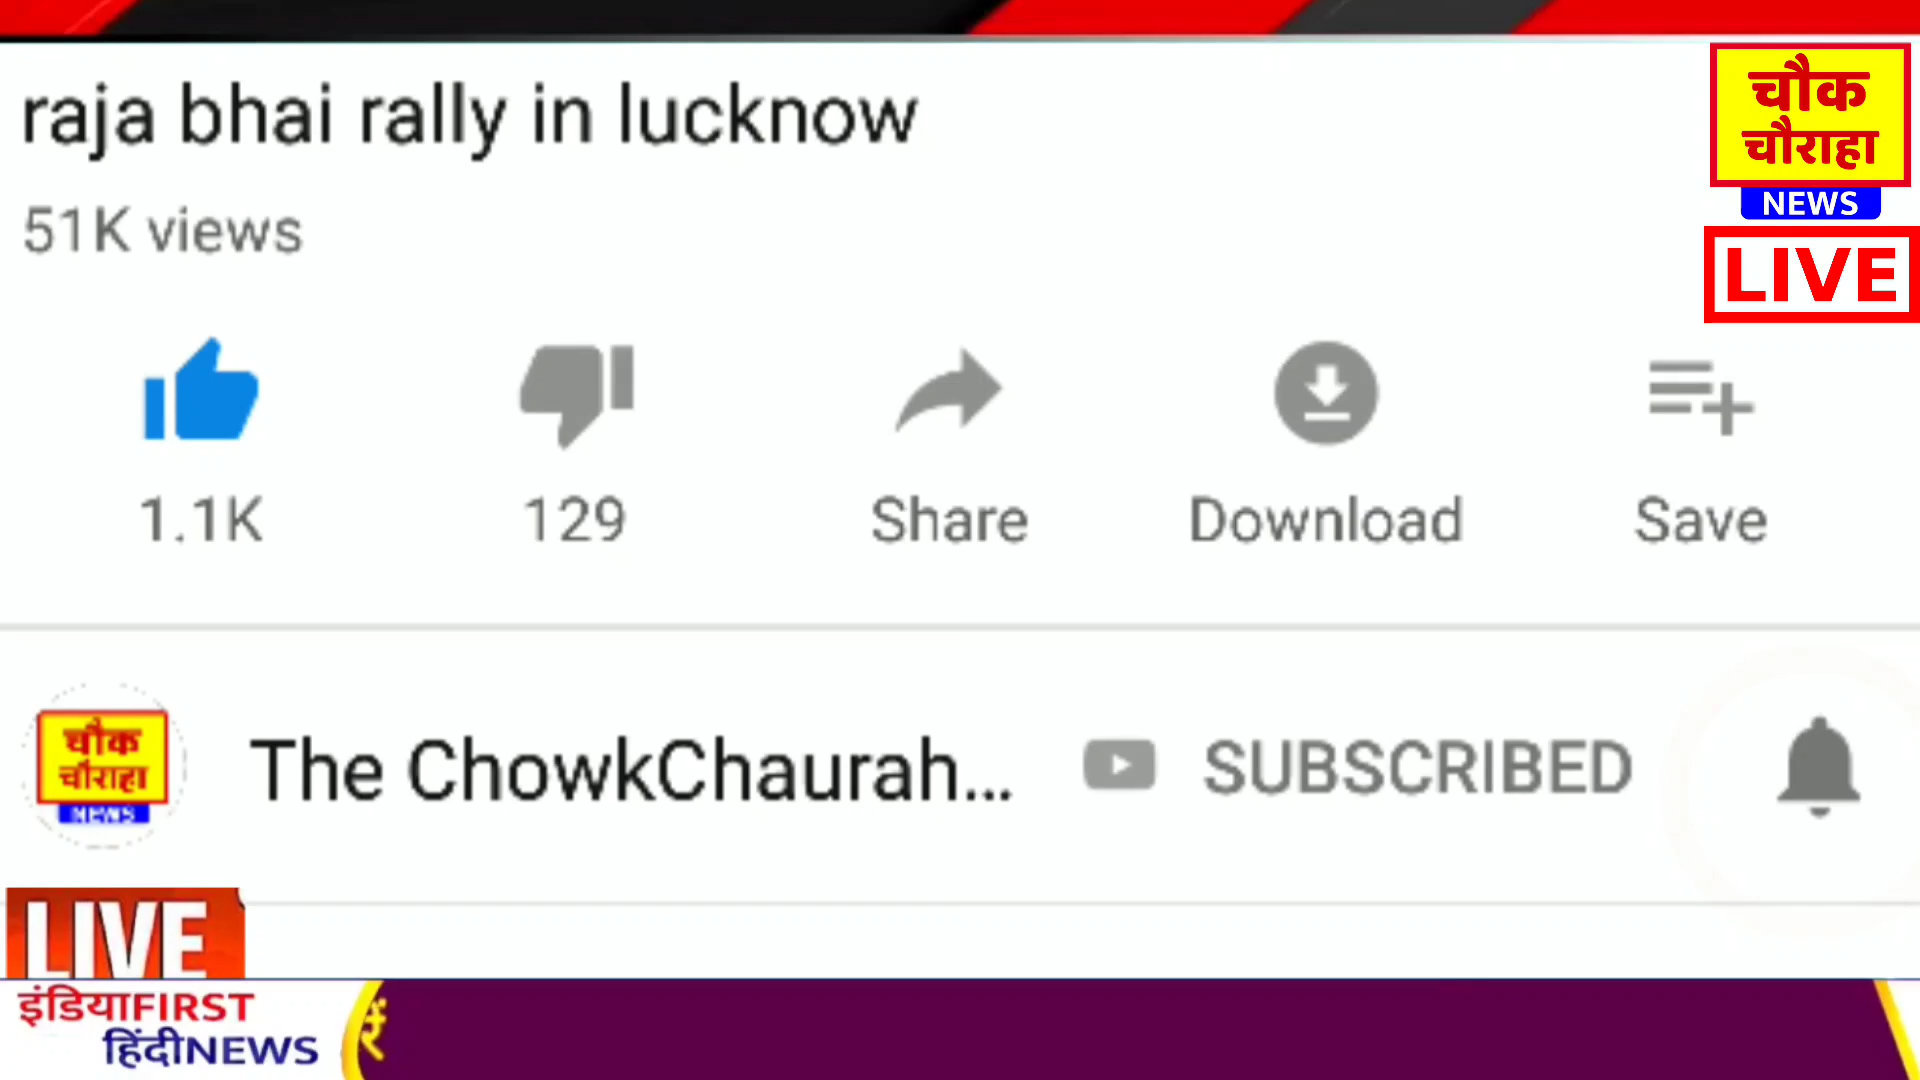 raja bhai rally in lucknow
51K views
चौक
चौराहा
NEWS
LIVE
1.1K
129
Share
Download
Save
चौक
चौराहा
NEWS
The ChowkChaurah...
SUBSCRIBED
LIVE
इंडियाFIRST
हिंदीNEWS